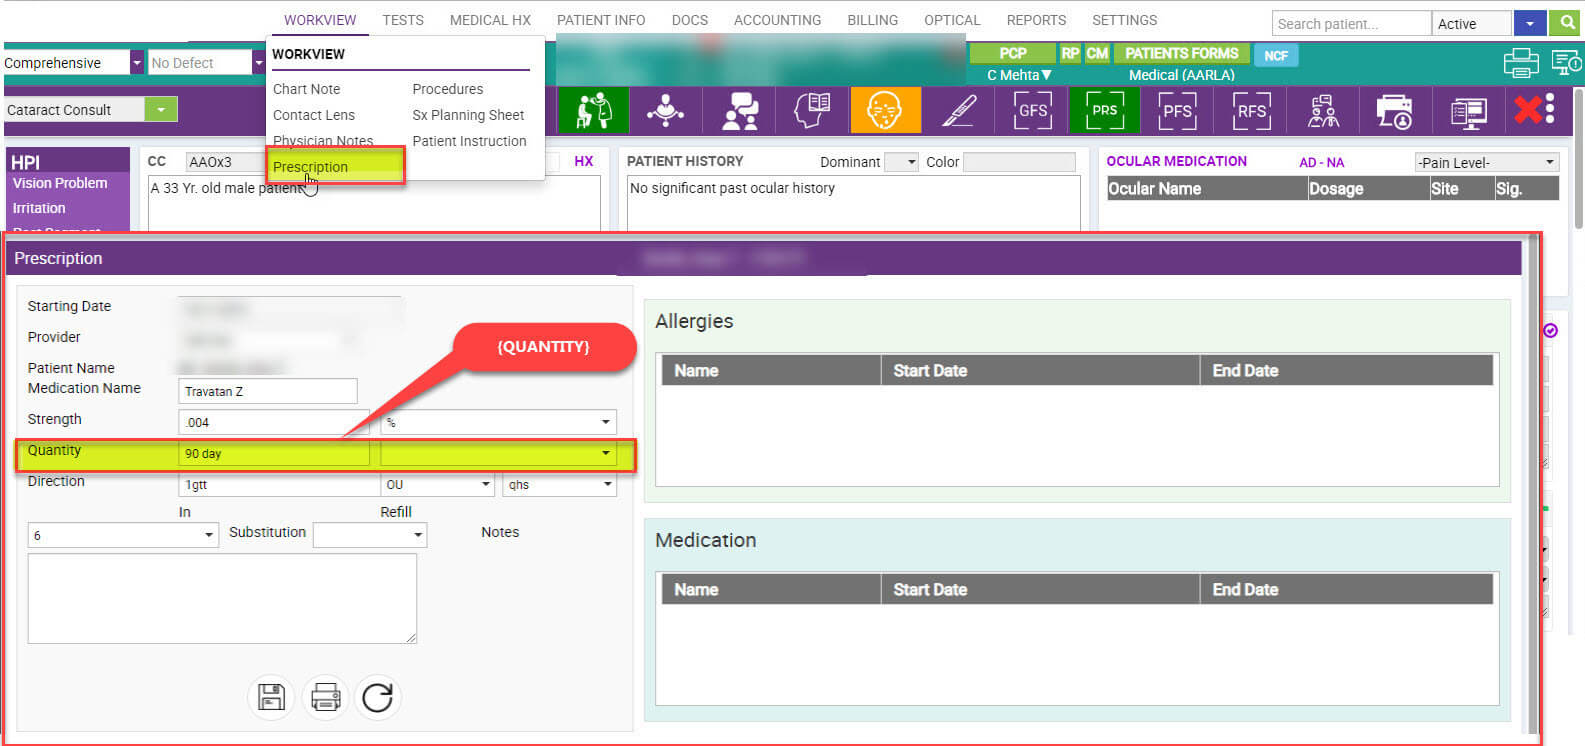 WORKVIEW TESTS MEDICAL HX PATIENT INFO DOCS ACCOUNTING BILLING OPTICAL REPORTS SETTINGS Search patient... Active
WORKVIEW
Comprehensive No Defect PCP RP CM PATIENTS FORMS NCF
C Mehta▼ Medical (AARLA)
Chart Note Procedures
Contact Lens Sx Planning Sheet
Physician Notes Patient Instruction
Prescription
Cataract Consult GFS PRS PFS RFS
HPI CC AAOx3 HX PATIENT HISTORY Dominant Color OCULAR MEDICATION AD - NA -Pain Level-
Vision Problem A 33 Yr. old male patient No significant past ocular history Ocular Name Dosage Site Sig.
Irritation
Prescription
Starting Date
Provider
Patient Name
Medication Name Travatan Z
Strength .004 %
Quantity 90 day
Direction 1gtt OU qhs
In Refill
6 Substitution Notes
{QUANTITY}
Allergies
Name Start Date End Date
Medication
Name Start Date End Date